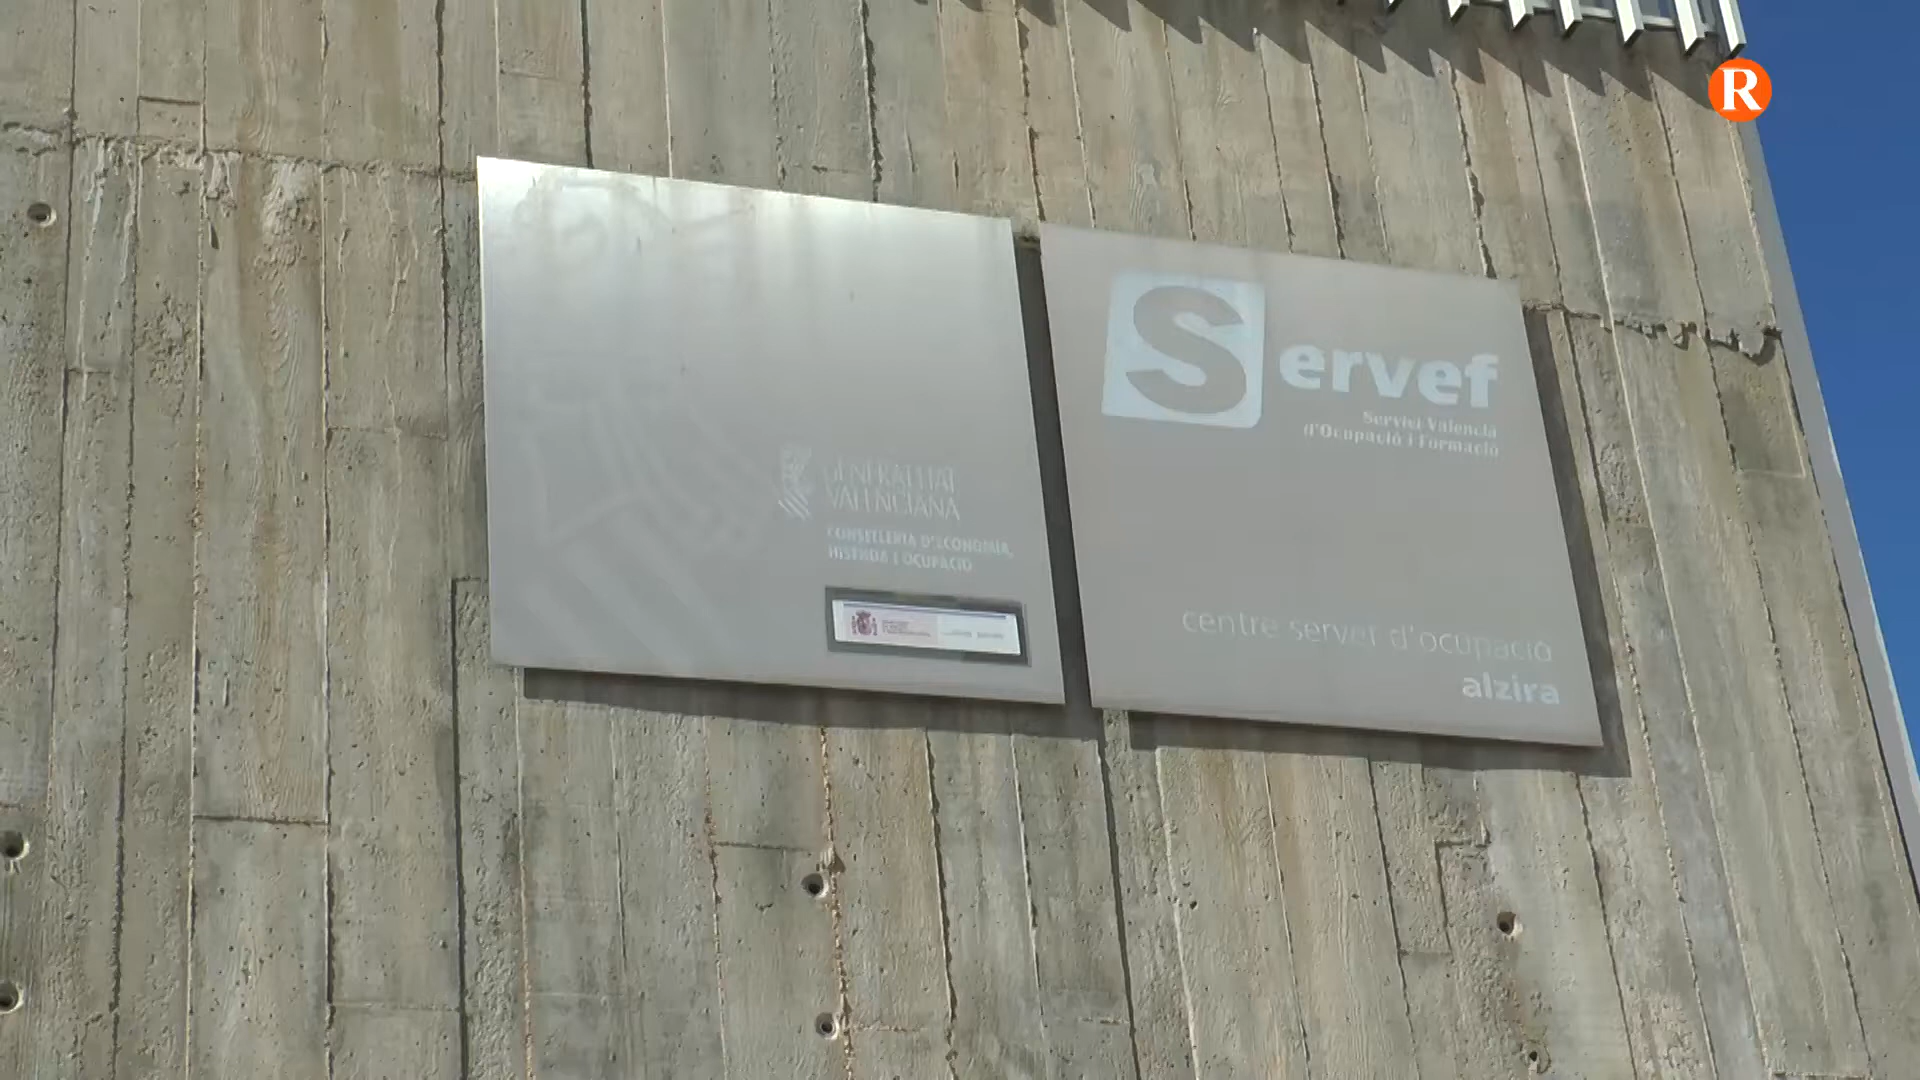 R
Servef
Servici Valencià
d'Ocupació i Formació
GENERALITAT
VALENCIANA
CONSELLERIA D'ECONOMIA,
HISENDA I OCUPACIÓ
centre servef d'ocupació
alzira